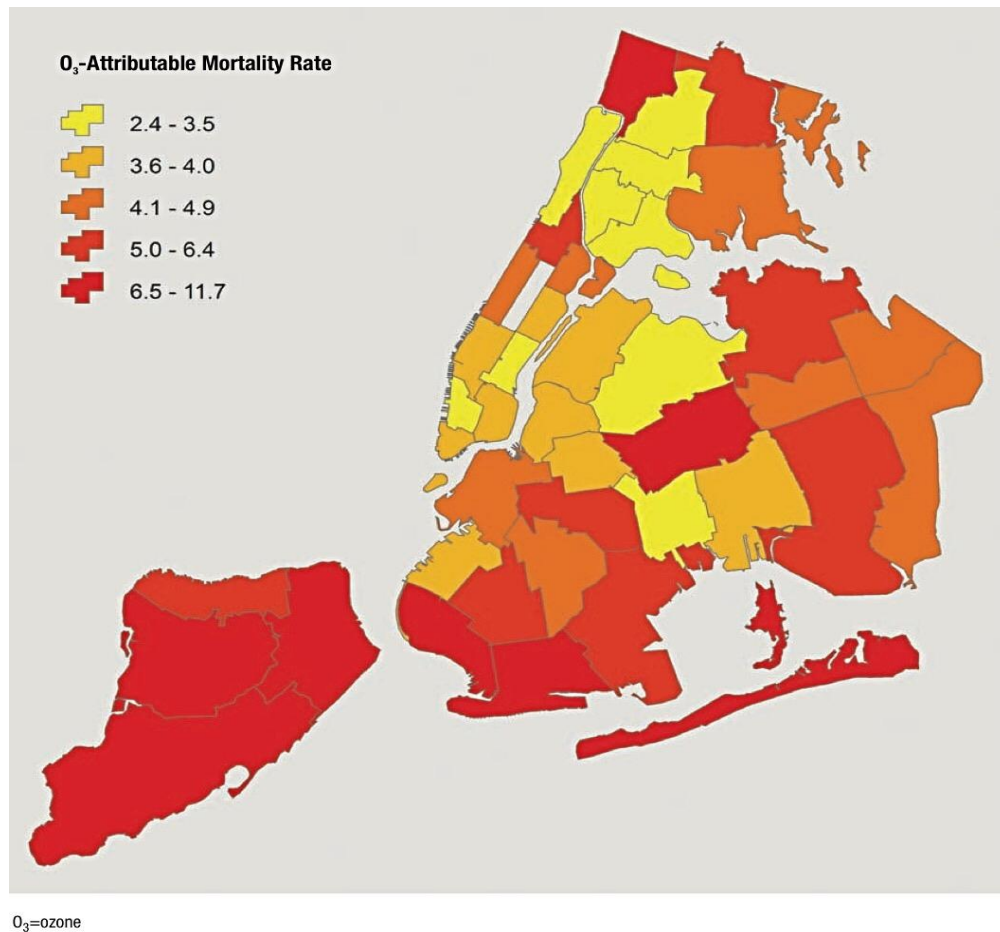 O₃-Attributable Mortality Rate
2.4 - 3.5
3.6 - 4.0
4.1 - 4.9
5.0 - 6.4
6.5 - 11.7
O₃=ozone